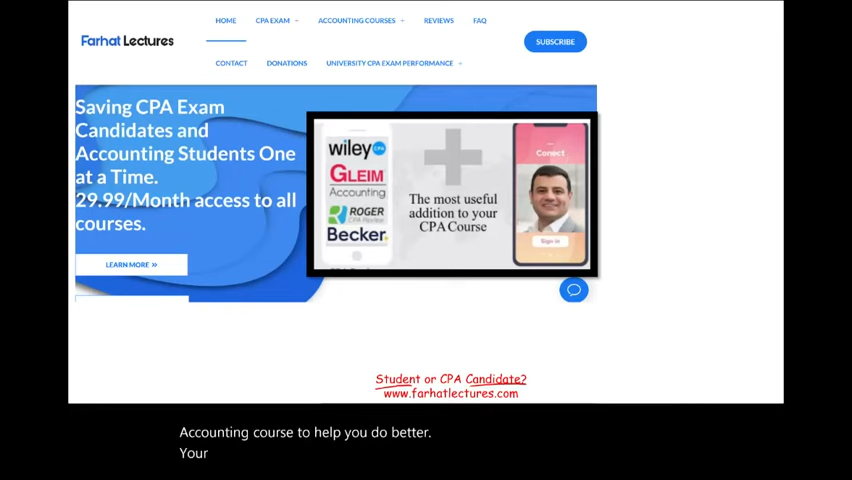 HOME CPA EXAM ACCOUNTING COURSES REVIEWS FAQ
Farhat Lectures
SUBSCRIBE
CONTACT DONATIONS UNIVERSITY CPA EXAM PERFORMANCE
Saving CPA Exam
Candidates and
Accounting Students One
at a Time.
29.99/Month access to all
courses.
LEARN MORE »
wiley CPA
GLEIM
Accounting
ROGER
CPA Review
Becker.
The most useful
addition to your
CPA Course
Conect
Sign in
Student or CPA Candidate?
www.farhatlectures.com
Accounting course to help you do better.
Your